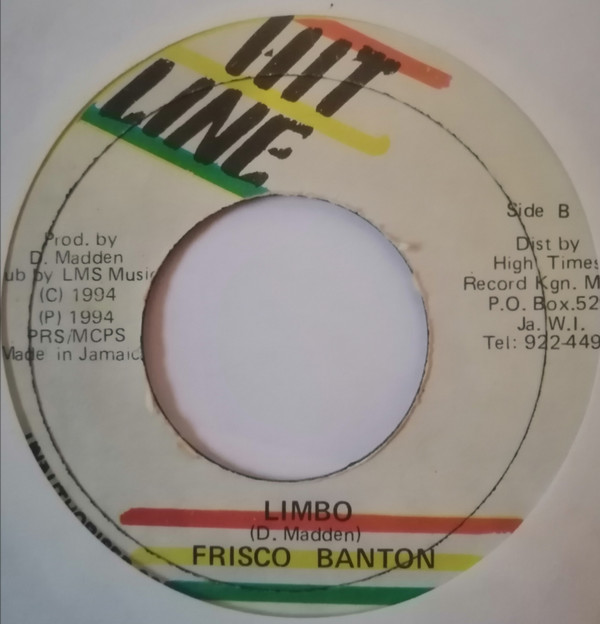 HIT
LINE
Prod. by
D. Madden
ub by LMS Music
(C) 1994
(P) 1994
PRS/MCPS
Made in Jamaic
Side B
Dist by
High Times
Record Kgn. M
P.O. Box.52
Ja. W.I.
Tel: 922-449
LIMBO
(D. Madden)
FRISCO BANTON